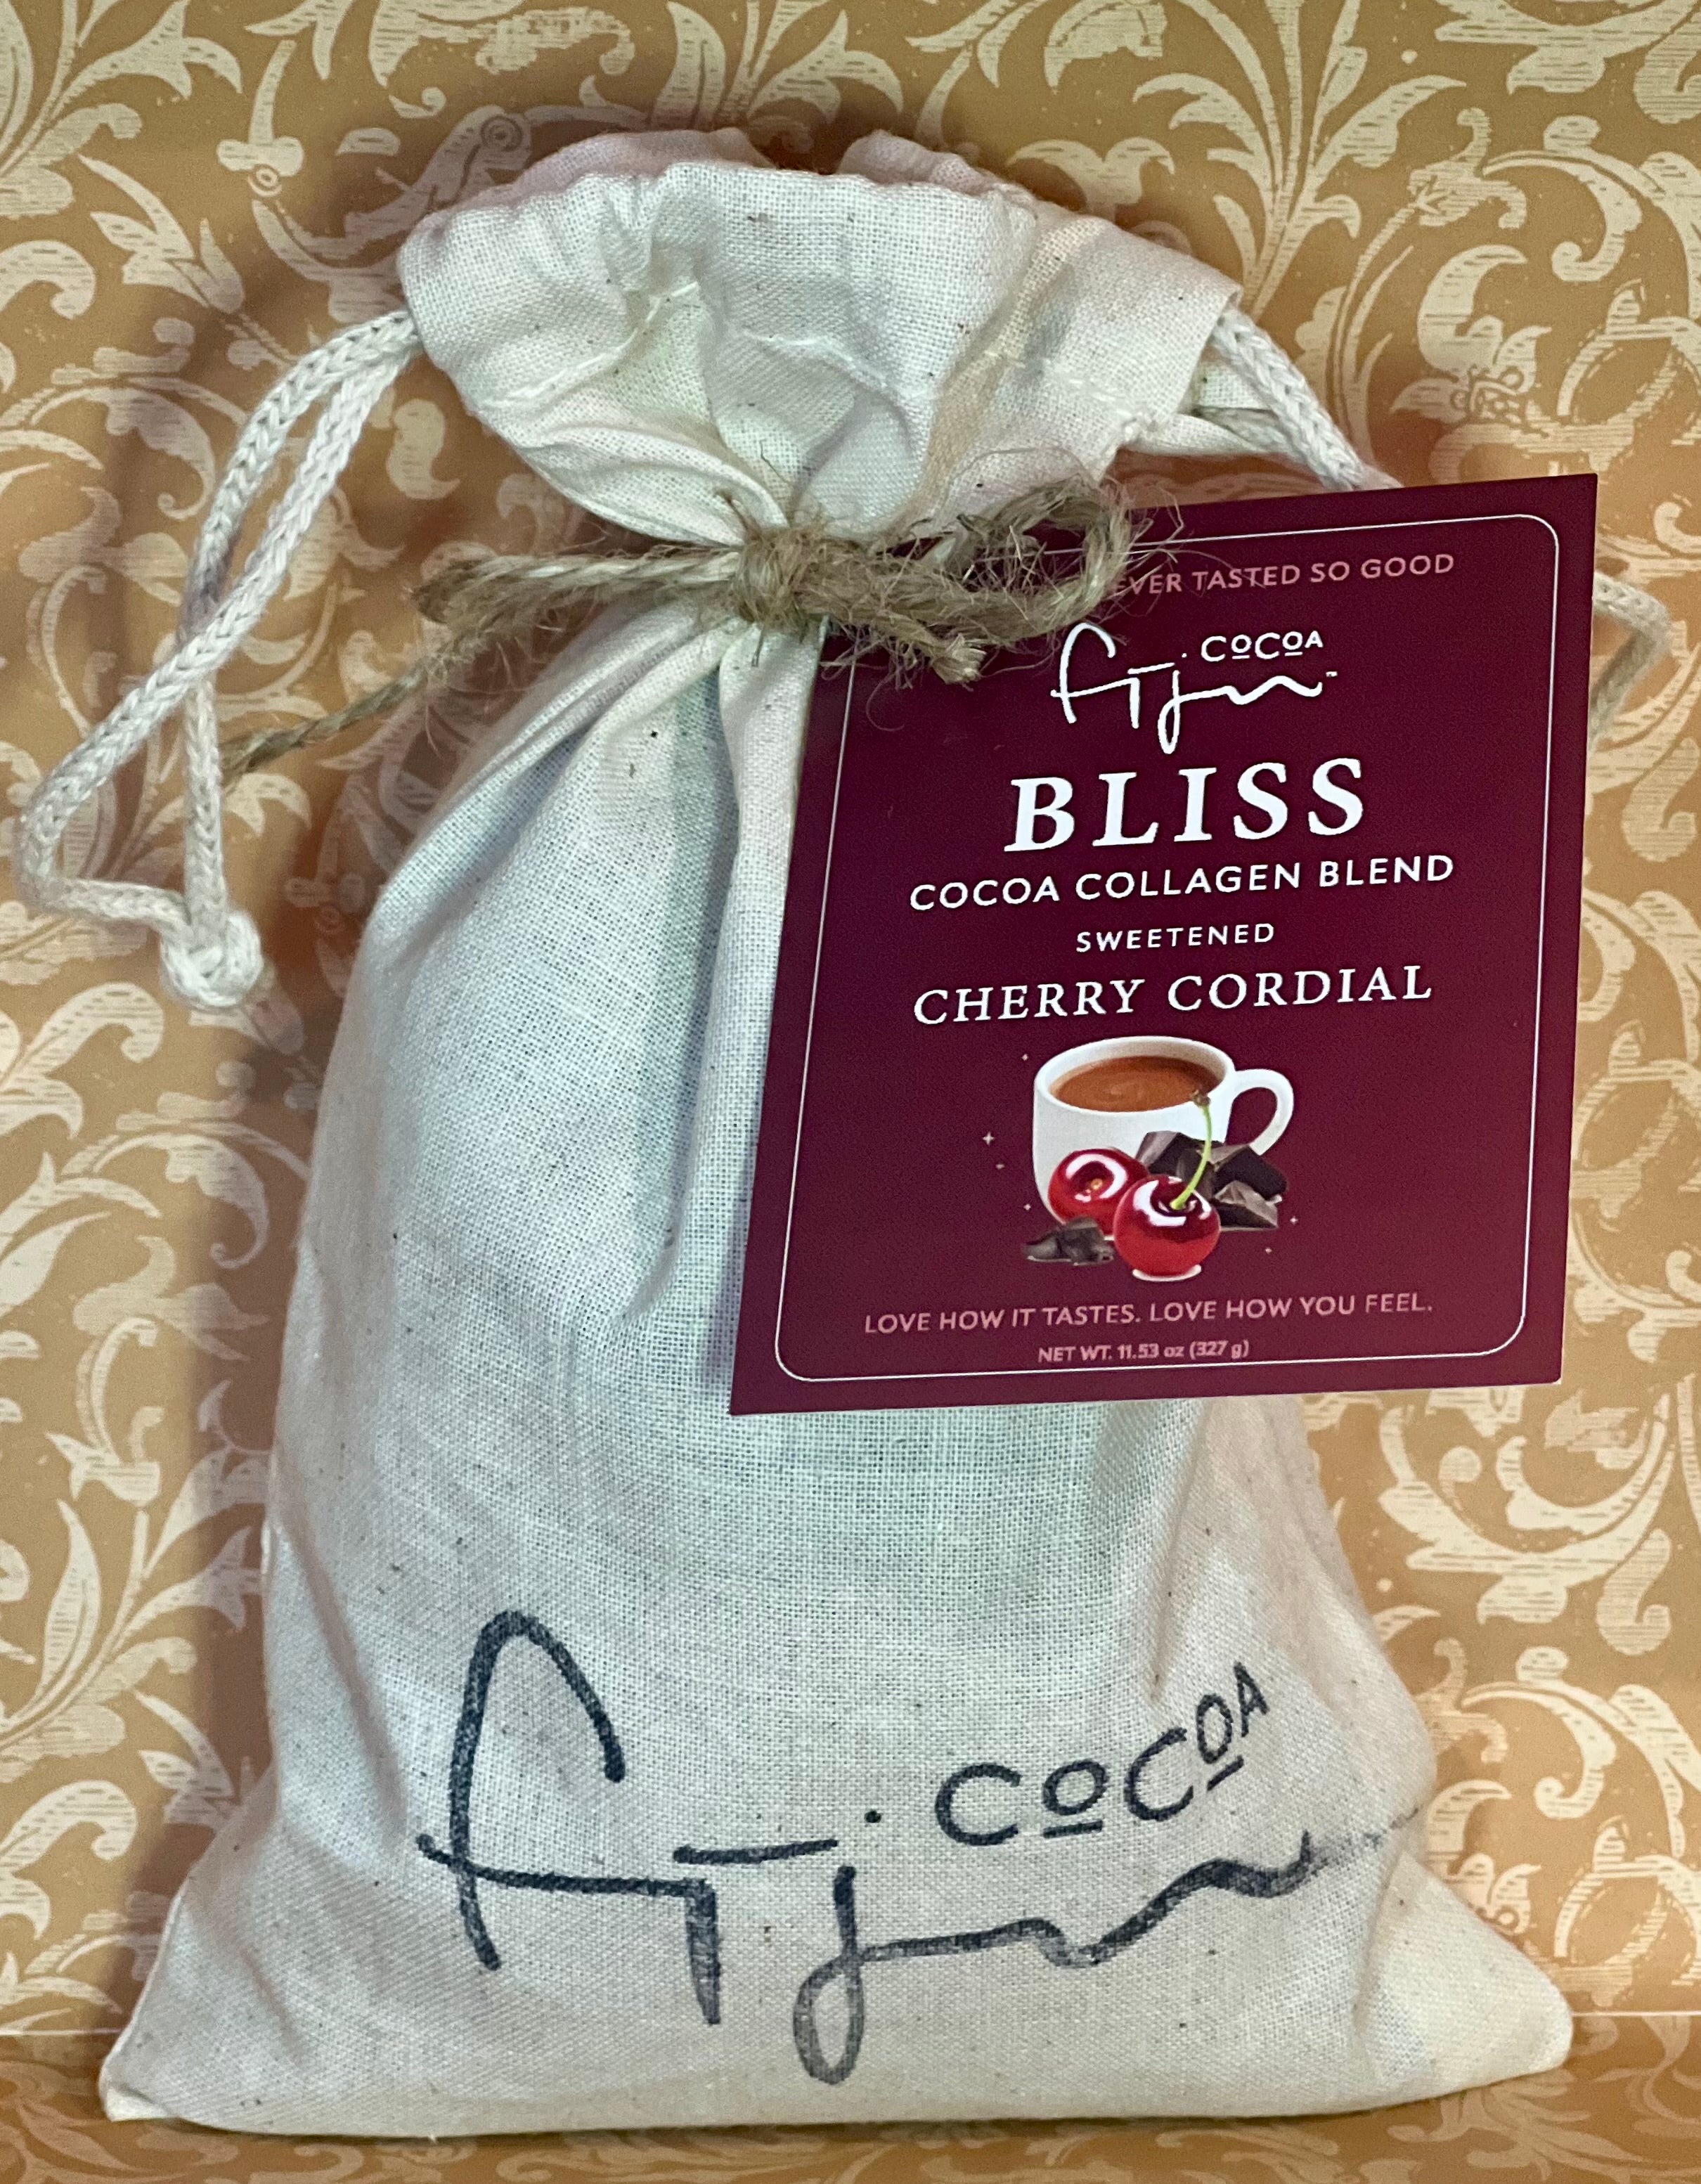 EVER TASTED SO GOOD
COCOA
BLISS
COCOA COLLAGEN BLEND
SWEETENED
CHERRY CORDIAL
LOVE HOW IT TASTES. LOVE HOW YOU FEEL.
NET WT. 11.53 oz (327 g)
COCOA